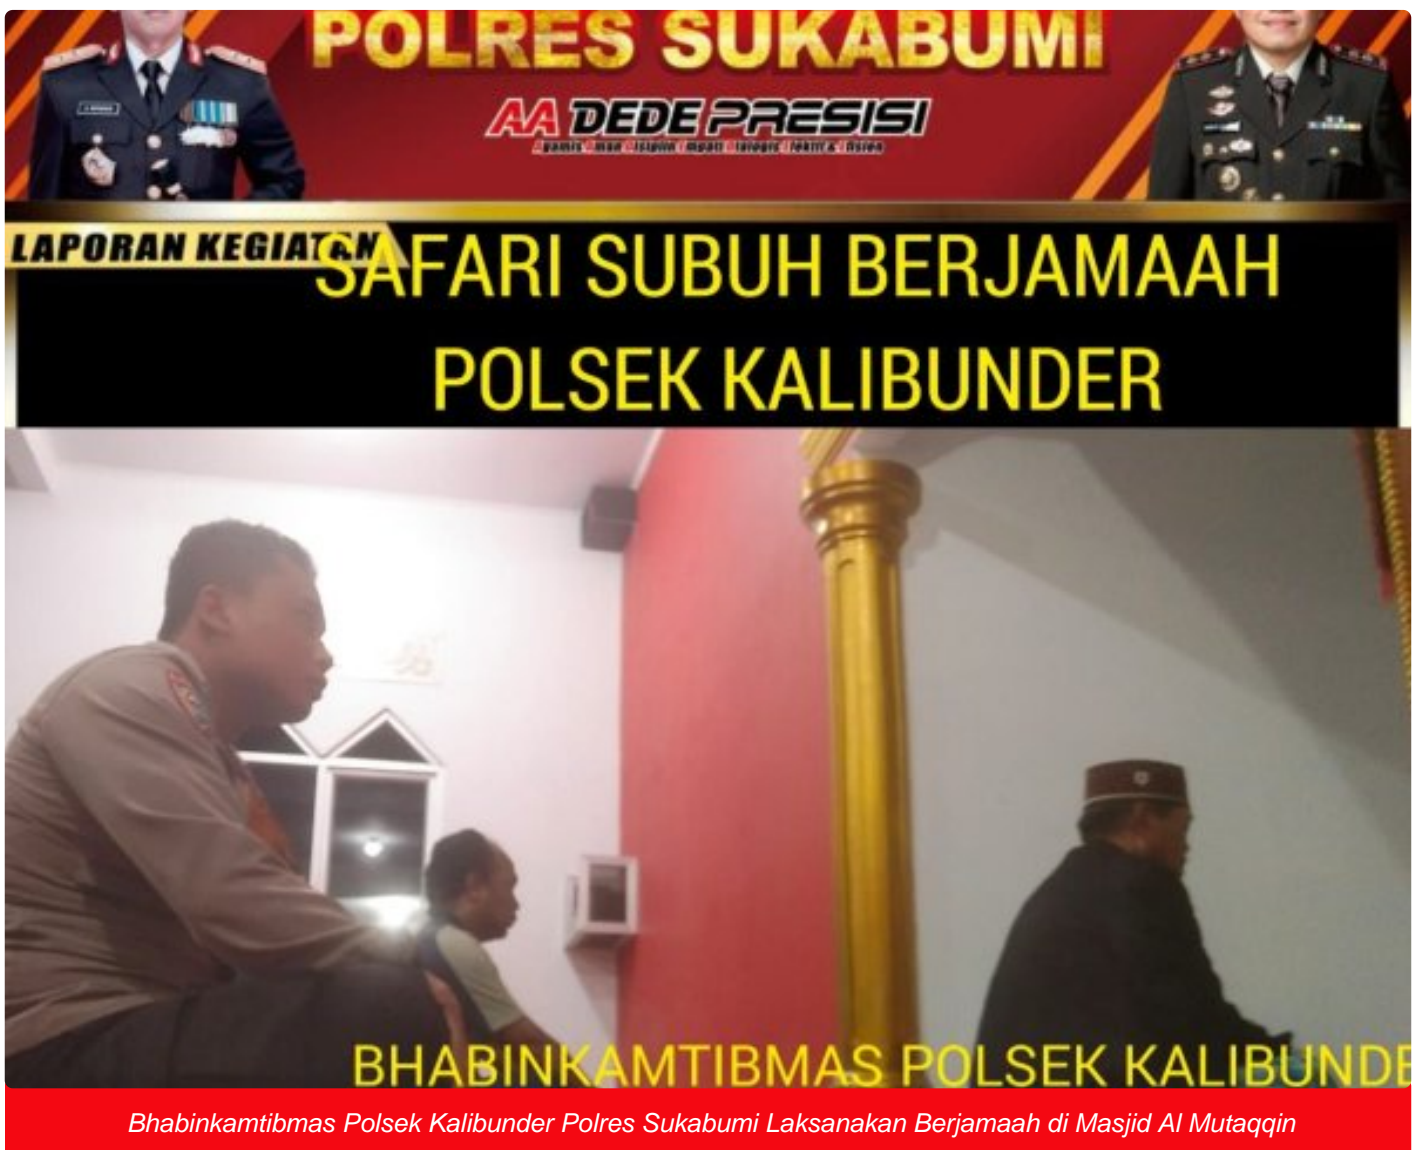 POLRES SUKABUMI
AA DEDE PRESISI
LAPORAN KEGIATAN
SAFARI SUBUH BERJAMAAH
POLSEK KALIBUNDER
BHABINKAMTIBMAS POLSEK KALIBUNDE
Bhabinkamtibmas Polsek Kalibunder Polres Sukabumi Laksanakan Berjamaah di Masjid Al Mutaqqin